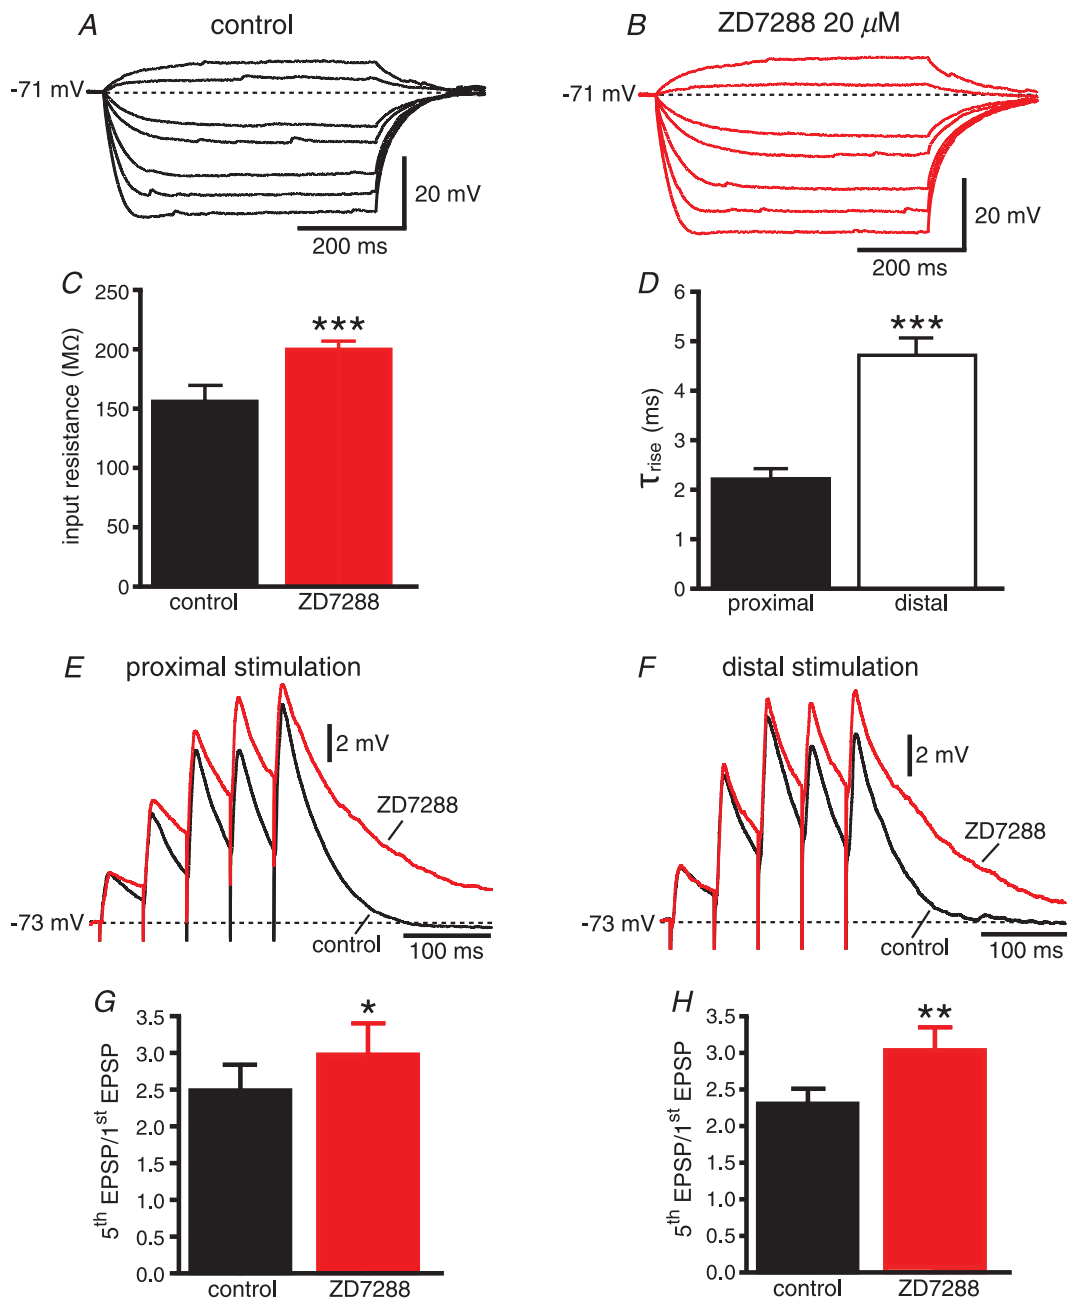 A control
-71 mV
20 mV
200 ms
B ZD7288 20 μM
-71 mV
20 mV
200 ms
C
input resistance (MΩ)
250
200
150
100
50
0
***
control ZD7288
D
τrise (ms)
6
5
4
3
2
1
0
***
proximal distal
E proximal stimulation
2 mV
ZD7288
-73 mV
control
100 ms
F distal stimulation
2 mV
ZD7288
-73 mV
control
100 ms
G
5th EPSP/1st EPSP
3.5
3.0
2.5
2.0
1.5
1.0
0.5
0.0
*
control ZD7288
H
5th EPSP/1st EPSP
3.5
3.0
2.5
2.0
1.5
1.0
0.5
0.0
**
control ZD7288